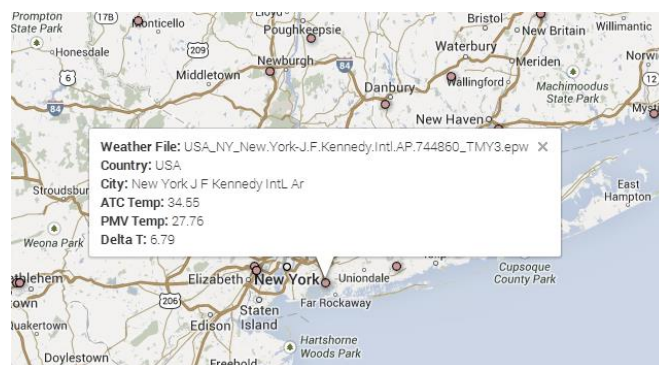 Prompton
State Park
17B
Monticello
Poughkeepsie
Bristol
New Britain
Willimantic
Honesdale
209
Waterbury
6
Middletown
Newburgh
84
Meriden
Norwi
Danbury
Wallingford
Machimoodus
State Park
12
84
New Haven
Mysti
Weather File: USA_NY_New.York-J.F.Kennedy.Intl.AP.744860_TMY3.epw ×
Country: USA
City: New York J F Kennedy IntL Ar
ATC Temp: 34.55
PMV Temp: 27.76
Delta T: 6.79
Stroudsbur
East
Hampton
Weona Park
Cupsogue
County Park
Elizabeth
New York
Uniondale
Far Rockaway
206
Staten
Island
Edison
Quakertown
Hartshorne
Woods Park
Doylestown
Freehold